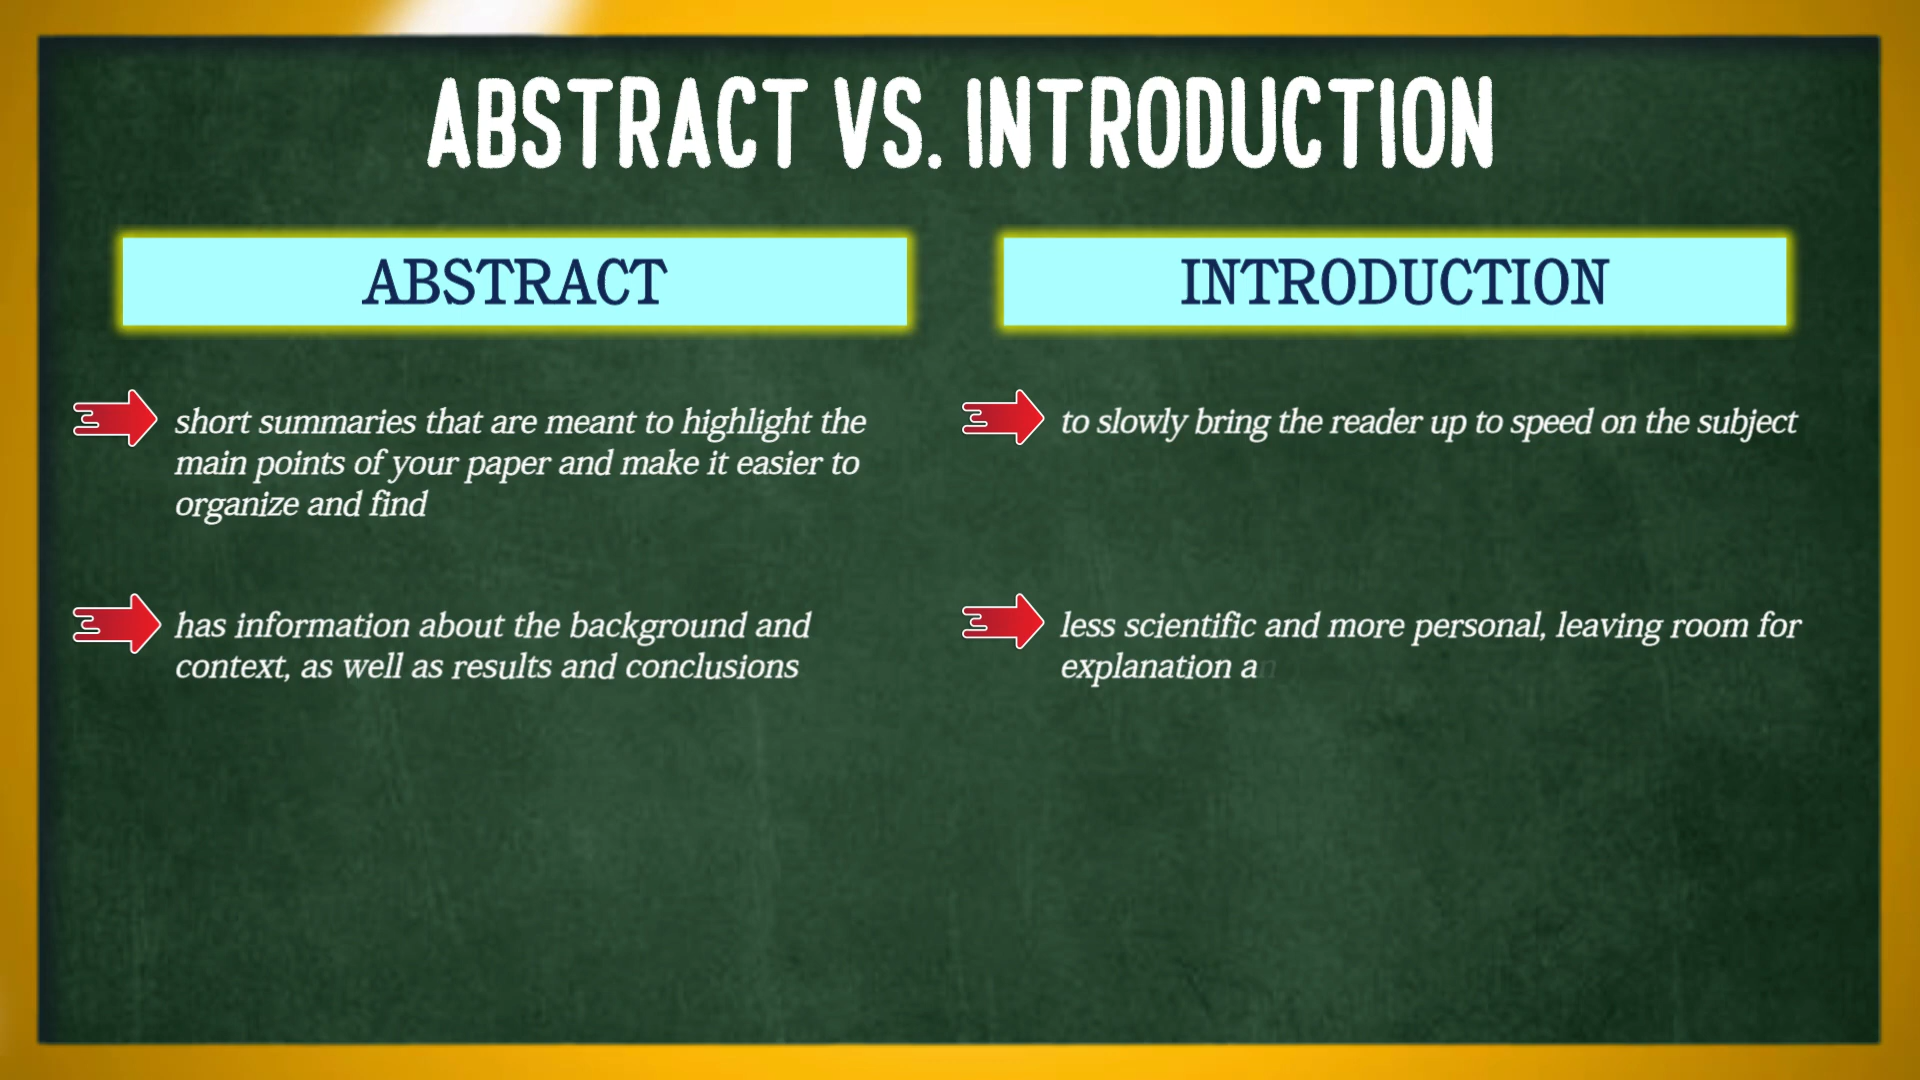 ABSTRACT VS. INTRODUCTION
ABSTRACT
short summaries that are meant to highlight the
main points of your paper and make it easier to
organize and find
has information about the background and
context, as well as results and conclusions
INTRODUCTION
to slowly bring the reader up to speed on the subject
less scientific and more personal, leaving room for
explanation an